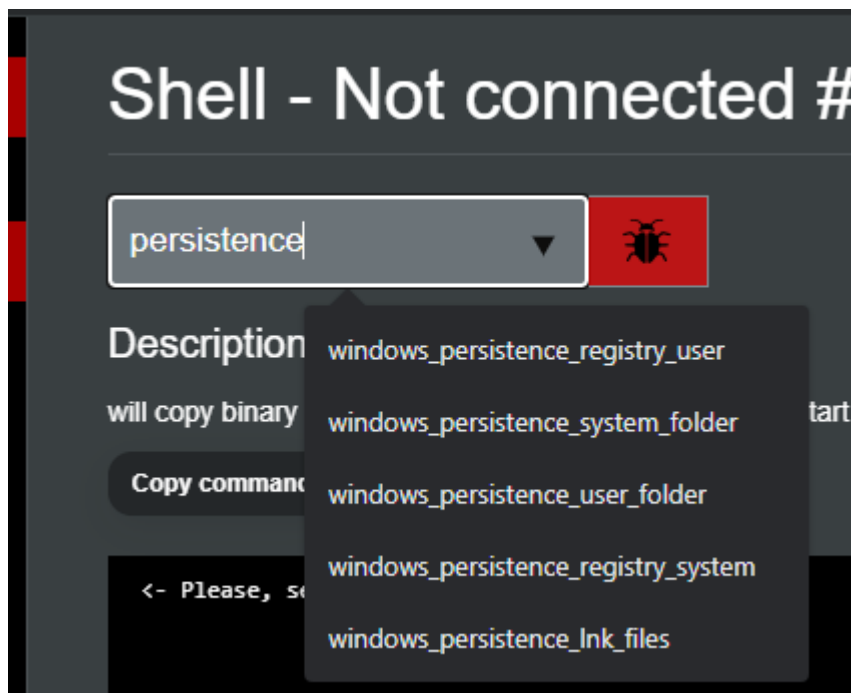 Shell - Not connected #
persistence
Description
windows_persistence_registry_user
will copy binary
tart
windows_persistence_system_folder
Copy command
windows_persistence_user_folder
windows_persistence_registry_system
<- Please, se
windows_persistence_lnk_files